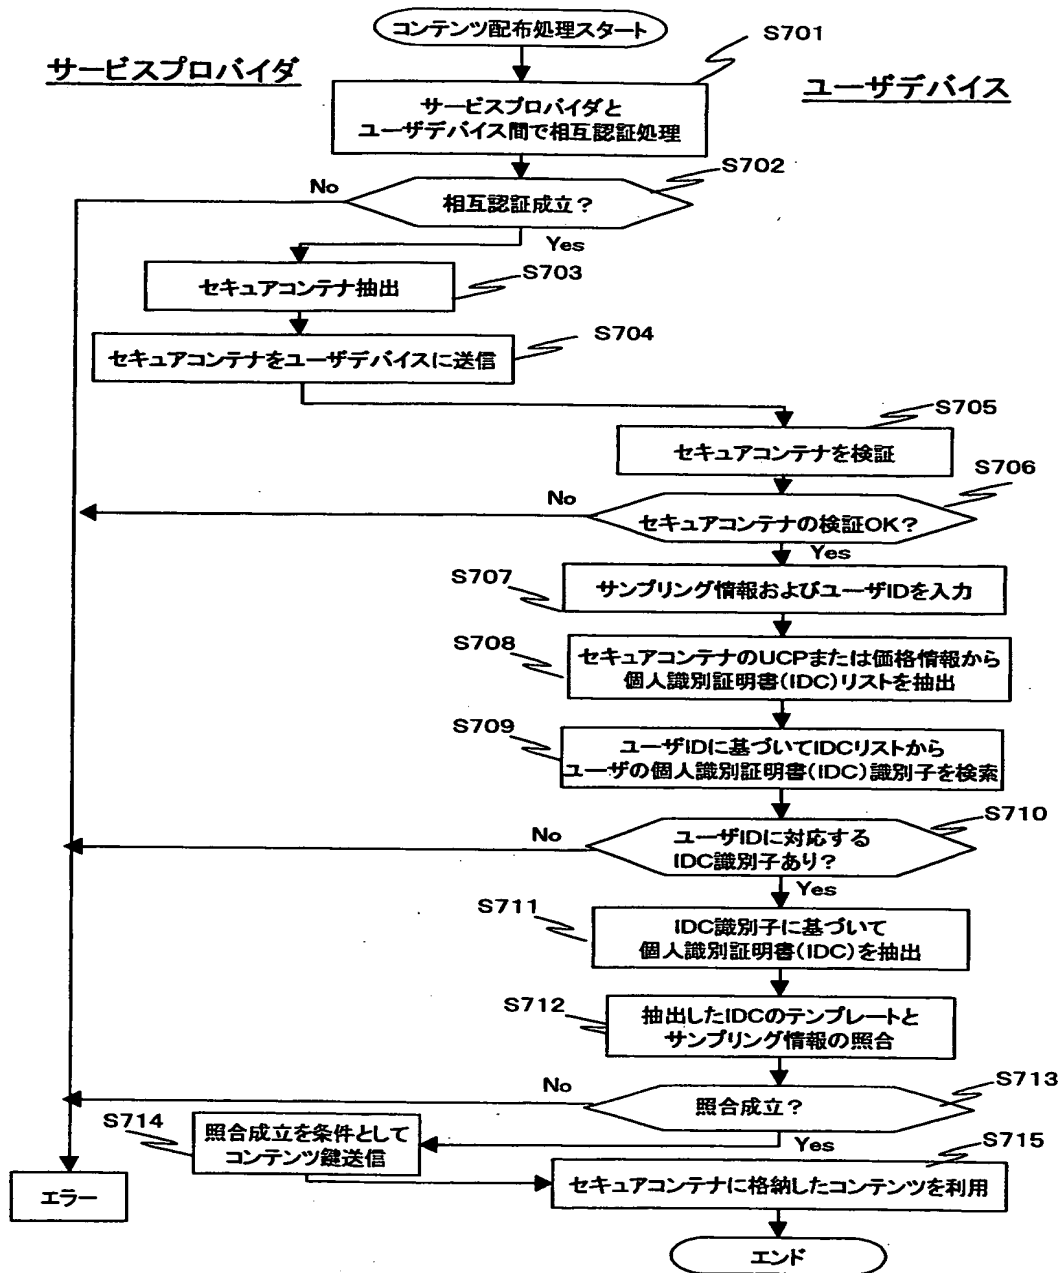 コンテンツ配布処理スタート
S701
サービスプロバイダ
ユーザデバイス
サービスプロバイダと
ユーザデバイス間で相互認証処理
S702
No
相互認証成立？
Yes
S703
セキュアコンテナ抽出
S704
セキュアコンテナをユーザデバイスに送信
S705
セキュアコンテナを検証
S706
No
セキュアコンテナの検証OK？
Yes
S707
サンプリング情報およびユーザIDを入力
S708
セキュアコンテナのUCPまたは価格情報から
個人識別証明書(IDC)リストを抽出
S709
ユーザIDに基づいてIDCリストから
ユーザの個人識別証明書(IDC)識別子を検索
S710
No
ユーザIDに対応する
IDC識別子あり？
Yes
S711
IDC識別子に基づいて
個人識別証明書(IDC)を抽出
S712
抽出したIDCのテンプレートと
サンプリング情報の照合
S713
No
照合成立？
Yes
S714
照合成立を条件として
コンテンツ鍵送信
S715
セキュアコンテナに格納したコンテンツを利用
エラー
エンド